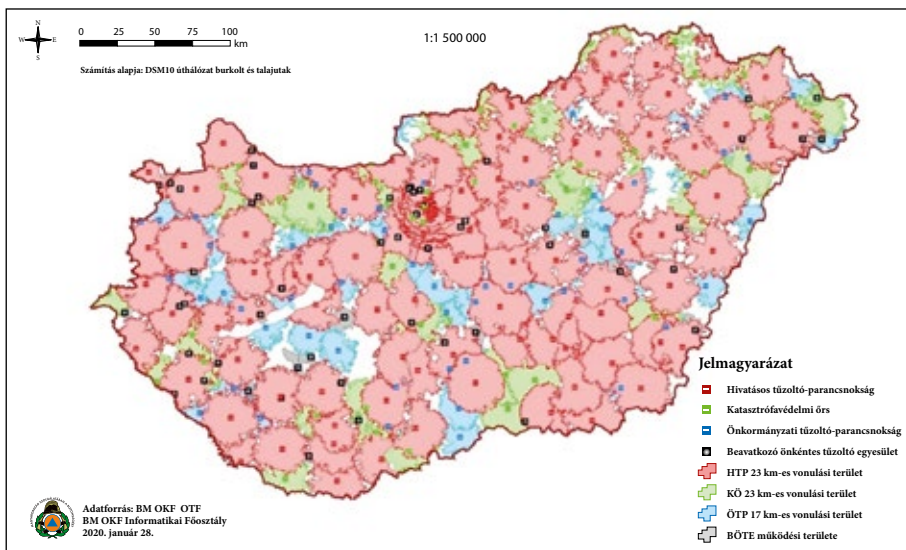 N
W E
S
0 25 50 75 100
km
1:1 500 000
Számítás alapja: DSM10 úthálózat burkolt és talajutak
Jelmagyarázat
Hivatásos tűzoltó-parancsnokság
Katasztrófavédelmi őrs
Önkormányzati tűzoltó-parancsnokság
Beavatkozó önkéntes tűzoltó egyesület
HTP 23 km-es vonulási terület
KŐ 23 km-es vonulási terület
ÖTP 17 km-es vonulási terület
BÖTE működési területe
Adatforrás: BM OKF OTF
BM OKF Informatikai Főosztály
2020. január 28.